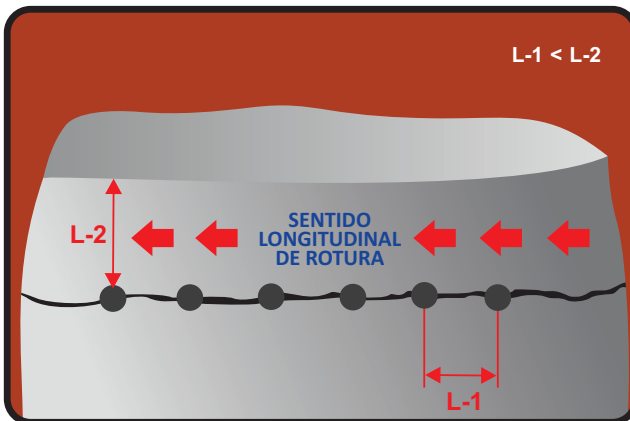 L-1 < L-2
SENTIDO
LONGITUDINAL
DE ROTURA
L-2
L-1